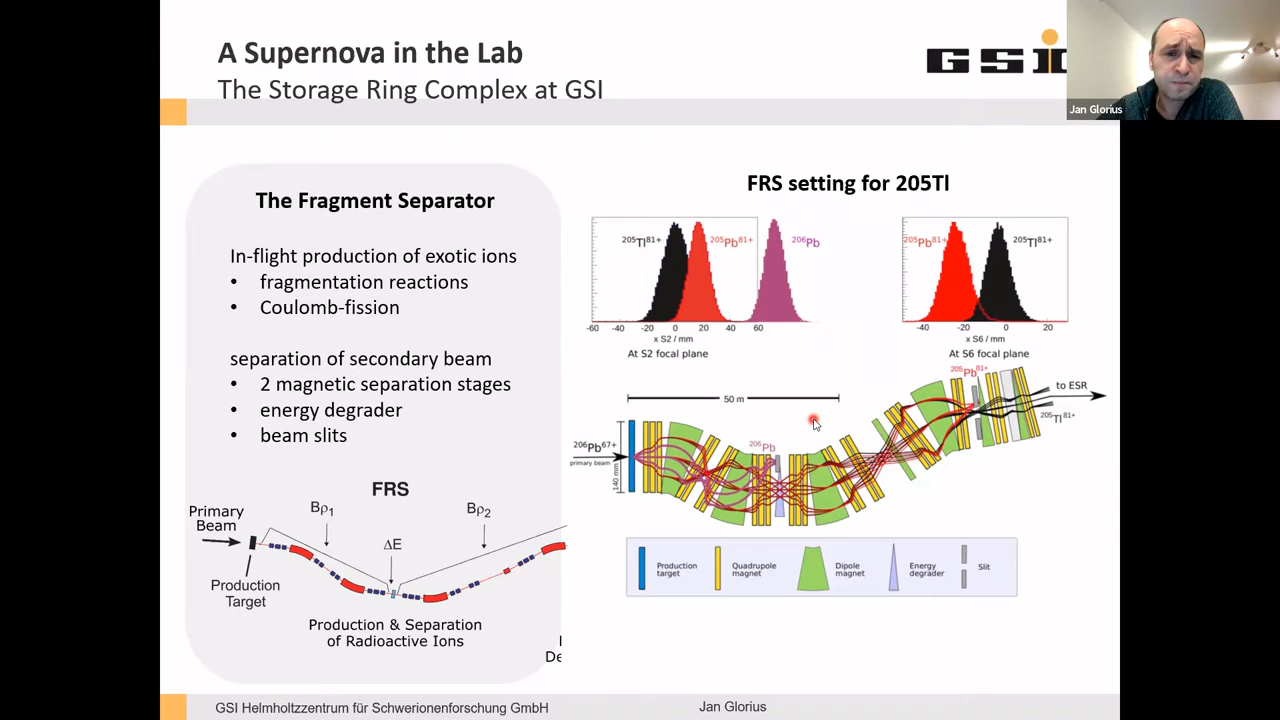 A Supernova in the Lab
The Storage Ring Complex at GSI
GSI
Jan Glorius
The Fragment Separator
In-flight production of exotic ions
• fragmentation reactions
• Coulomb-fission
separation of secondary beam
• 2 magnetic separation stages
• energy degrader
• beam slits
FRS
Primary
Beam
Bρ₁
Bρ₂
ΔE
Production
Target
Production & Separation
of Radioactive Ions
De
FRS setting for 205Tl
²⁰⁵Tl⁸¹⁺
²⁰⁵Pb⁸¹⁺
²⁰⁶Pb
-60 -40 -20 0 20 40 60
x S2 / mm
At S2 focal plane
²⁰⁵Pb⁸¹⁺
²⁰⁵Tl⁸¹⁺
-40 -20 0 20
x S6 / mm
At S6 focal plane
50 m
²⁰⁵Pb⁸¹⁺
to ESR
²⁰⁵Tl⁸¹⁺
²⁰⁶Pb⁶⁷⁺
primary beam
140 mm
²⁰⁶Pb
Production
target
Quadrupole
magnet
Dipole
magnet
Energy
degrader
Slit
GSI Helmholtzzentrum für Schwerionenforschung GmbH
Jan Glorius